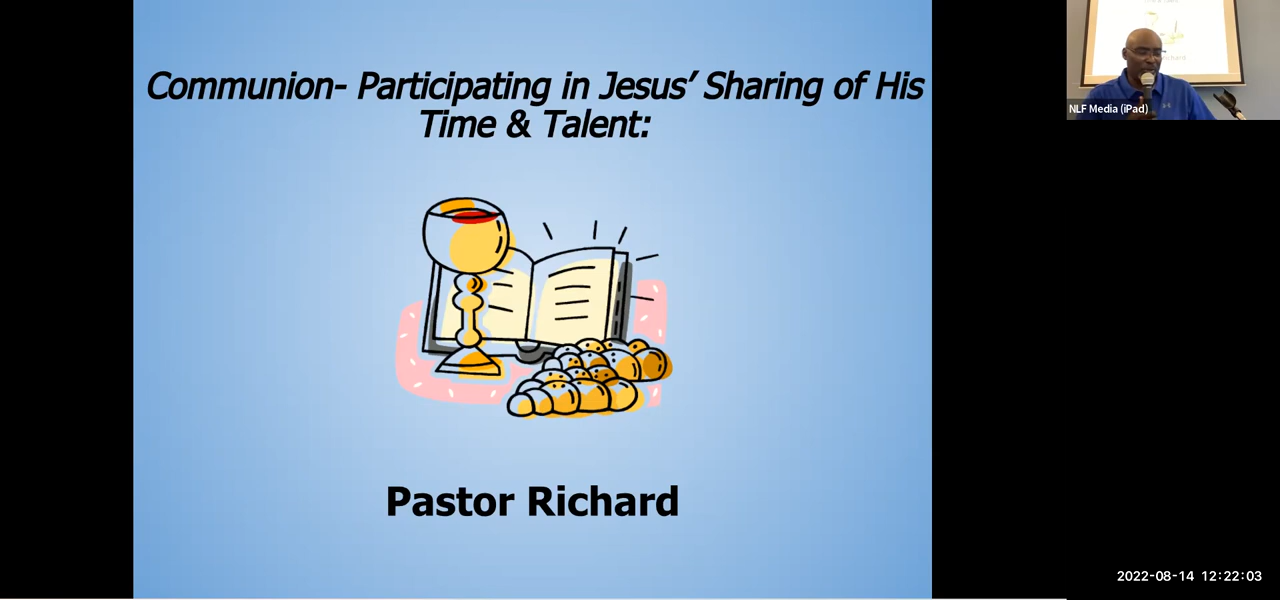 Communion- Participating in Jesus’ Sharing of His
Time & Talent:
Pastor Richard
NLF Media (iPad)
2022-08-14 12:22:03